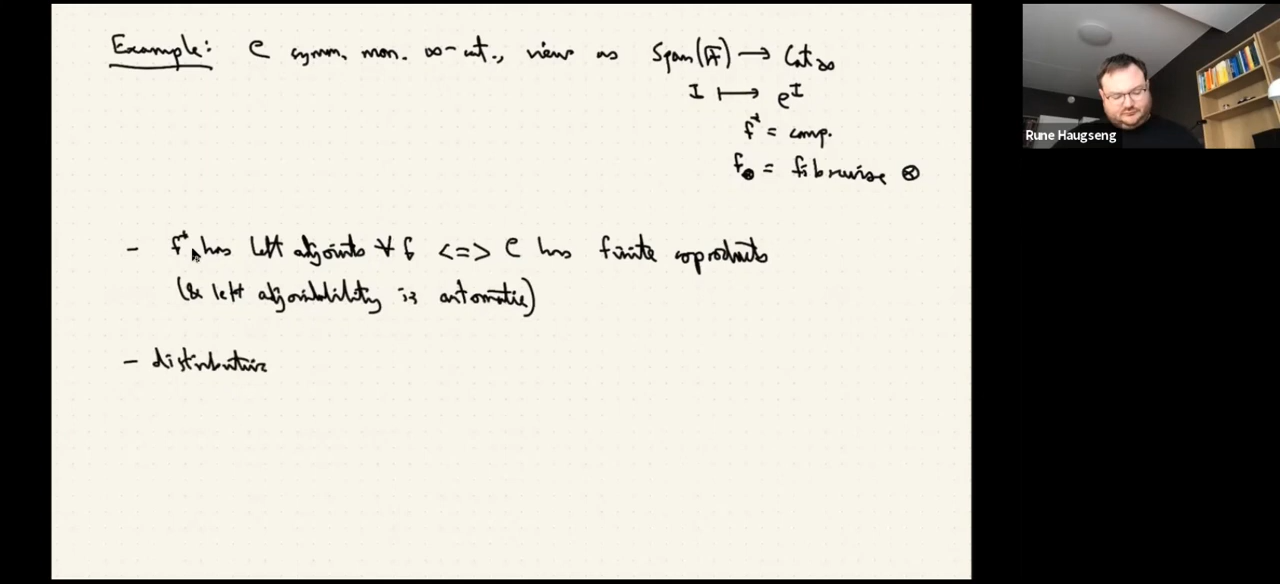 Example: C symm. mon. ∞-cat., view as Span(F) → Cat∞
I ↦ C^I
f* = comp.
f⊗ = fibrewise ⊗
- f* has left adjoints ∀ f <=> C has finite coproducts
(& left adjointability is automatic)
- distributive
Rune Haugseng